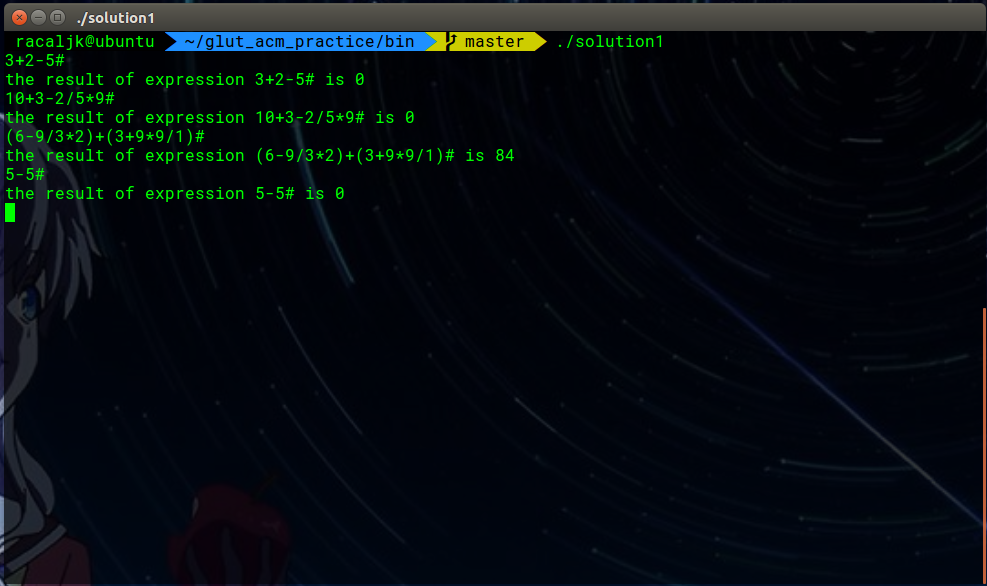 ./solution1
racaljk@ubuntu ~/glut_acm_practice/bin master ./solution1
3+2-5#
the result of expression 3+2-5# is 0
10+3-2/5*9#
the result of expression 10+3-2/5*9# is 0
(6-9/3*2)+(3+9*9/1)#
the result of expression (6-9/3*2)+(3+9*9/1)# is 84
5-5#
the result of expression 5-5# is 0